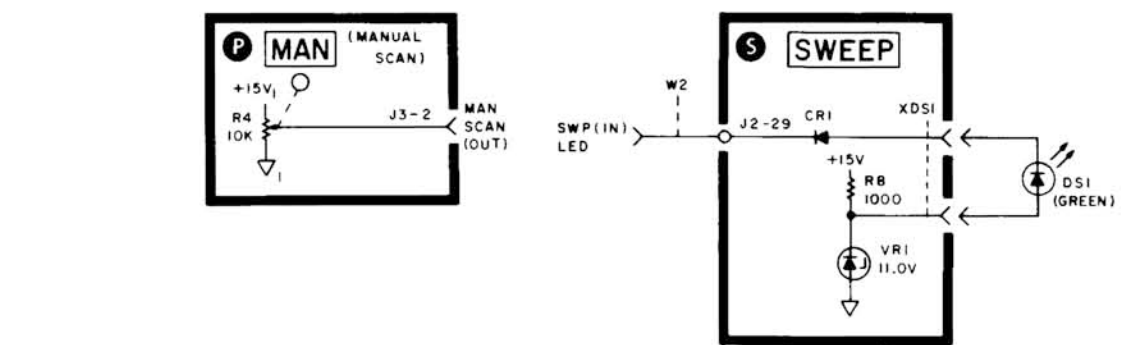 P MAN (MANUAL
SCAN)
+15V1
R4
10K
J3-2
MAN
SCAN
(OUT)
1
S SWEEP
W2
SWP(IN)
LED
J2-29
CR1
XDS1
+15V
R8
1000
VR1
11.0V
DS1
(GREEN)